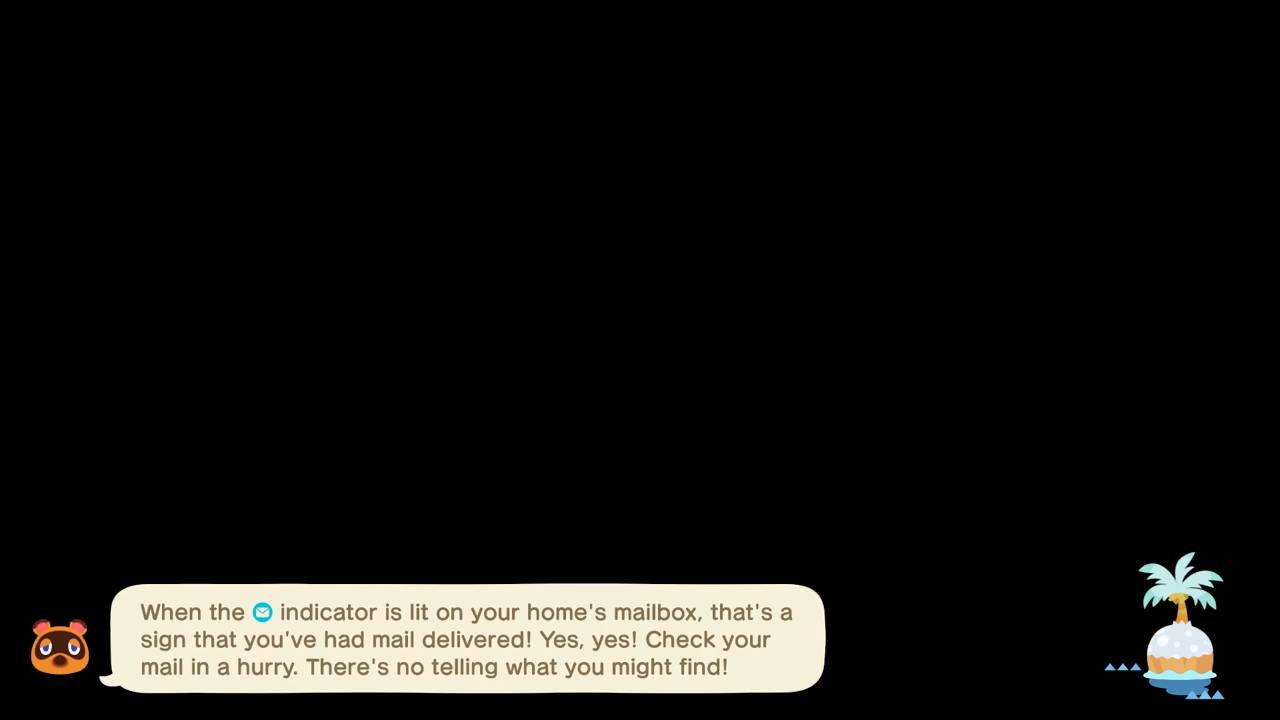 When the indicator is lit on your home's mailbox, that's a
sign that you've had mail delivered! Yes, yes! Check your
mail in a hurry. There's no telling what you might find!